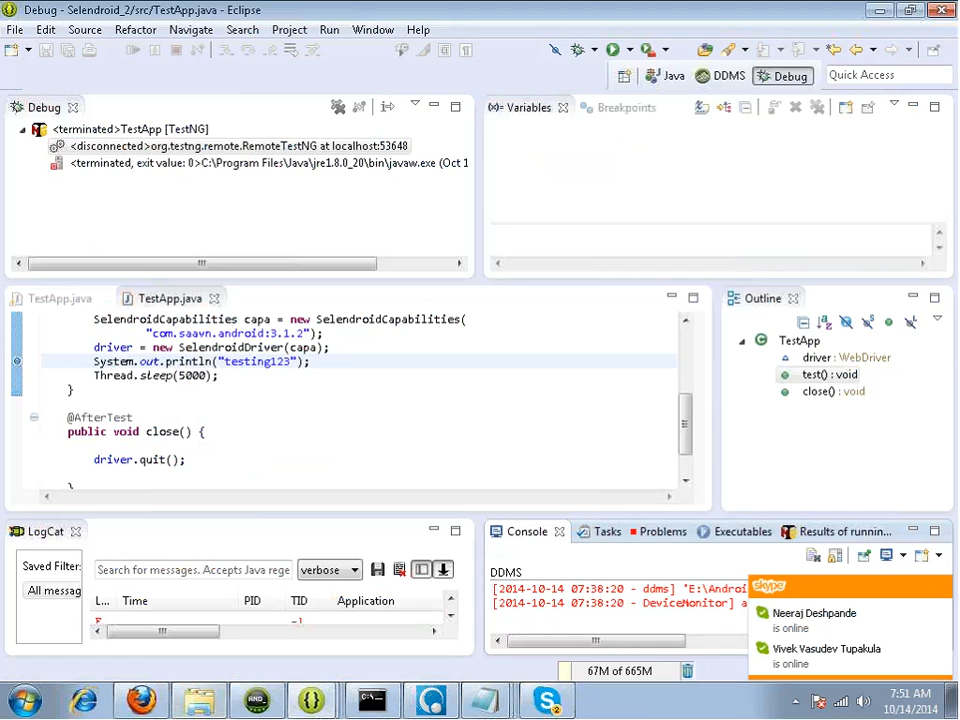 Debug - Selendroid_2/src/TestApp.java - Eclipse
File Edit Source Refactor Navigate Search Project Run Window Help
Java DDMS Debug Quick Access
Debug
<terminated>TestApp [TestNG]
<disconnected>org.testng.remote.RemoteTestNG at localhost:53648
<terminated, exit value: 0>C:\Program Files\Java\jre1.8.0_20\bin\javaw.exe (Oct 1
(x)= Variables Breakpoints
TestApp.java TestApp.java
SelendroidCapabilities capa = new SelendroidCapabilities(
"com.saavn.android:3.1.2");
driver = new SelendroidDriver(capa);
System.out.println("testing123");
Thread.sleep(5000);
}
@AfterTest
public void close() {
driver.quit();
}
Outline
TestApp
driver : WebDriver
test() : void
close() : void
LogCat
Saved Filter:
All messag
Search for messages. Accepts Java rege verbose
L... Time PID TID Application
Console Tasks Problems Executables Results of runnin...
DDMS
[2014-10-14 07:38:20 - ddms] 'E:\Androi
[2014-10-14 07:38:20 - DeviceMonitor] a
skype
Neeraj Deshpande
is online
Vivek Vasudev Tupakula
is online
67M of 665M
7:51 AM
10/14/2014